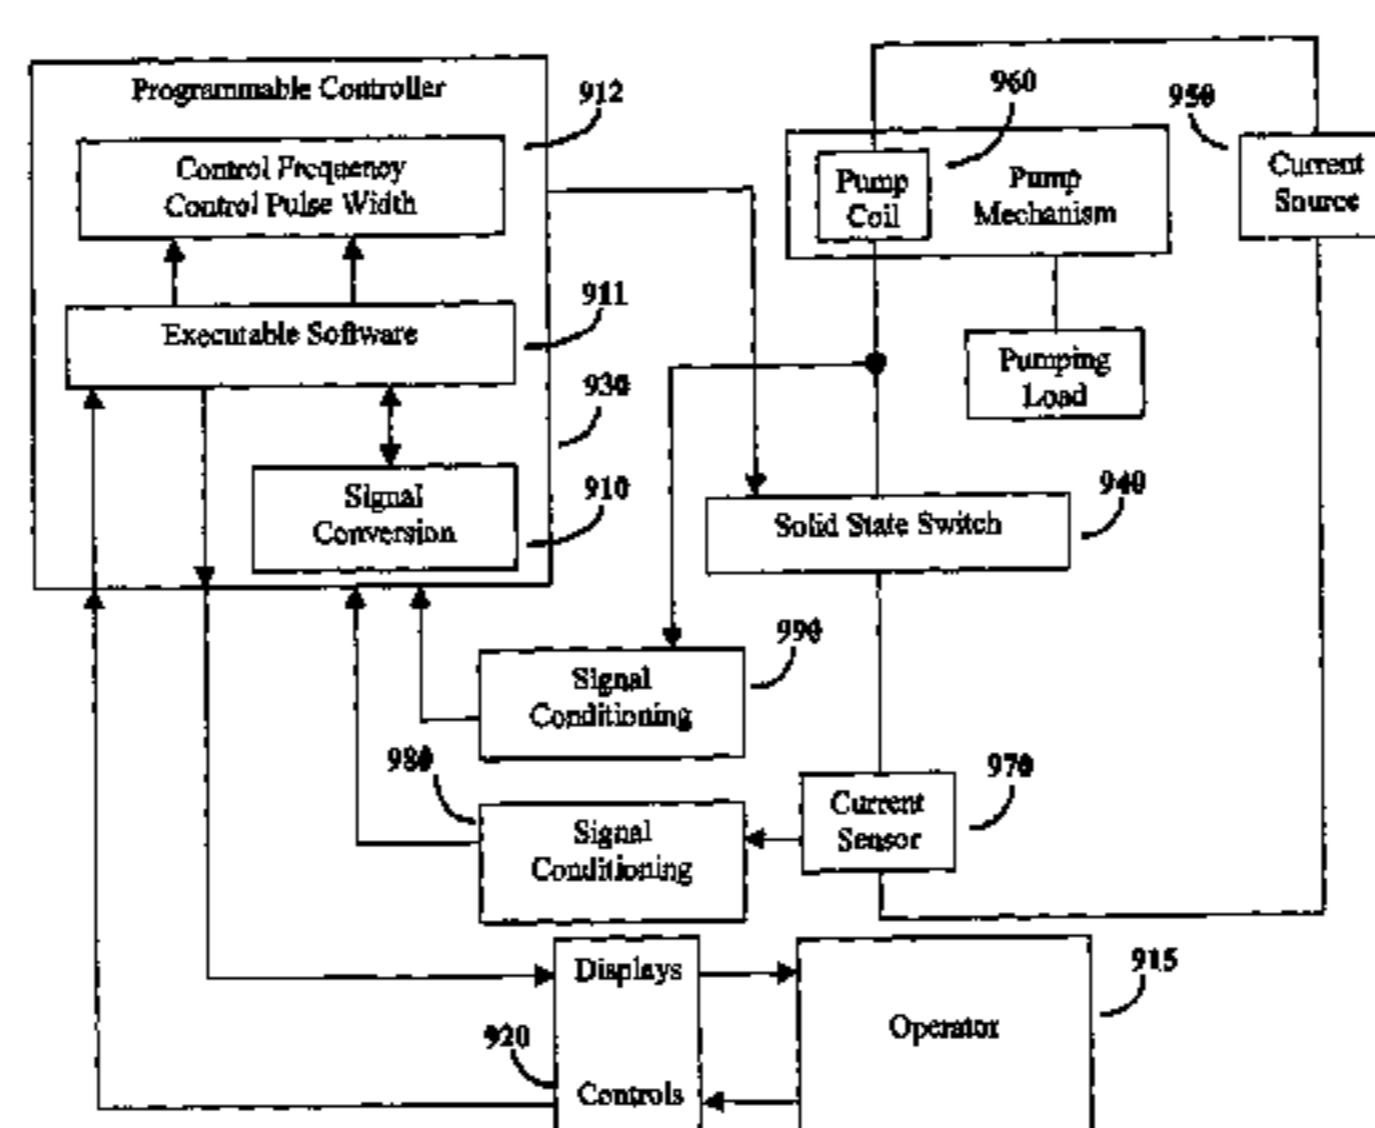 Programmable Controller
912
Control Frequency
Control Pulse Width
911
Executable Software
930
Signal
Conversion
910
960
950
Pump
Coil
Pump
Mechanism
Current
Source
Pumping
Load
940
Solid State Switch
990
Signal
Conditioning
980
Signal
Conditioning
970
Current
Sensor
Displays
920
Controls
915
Operator